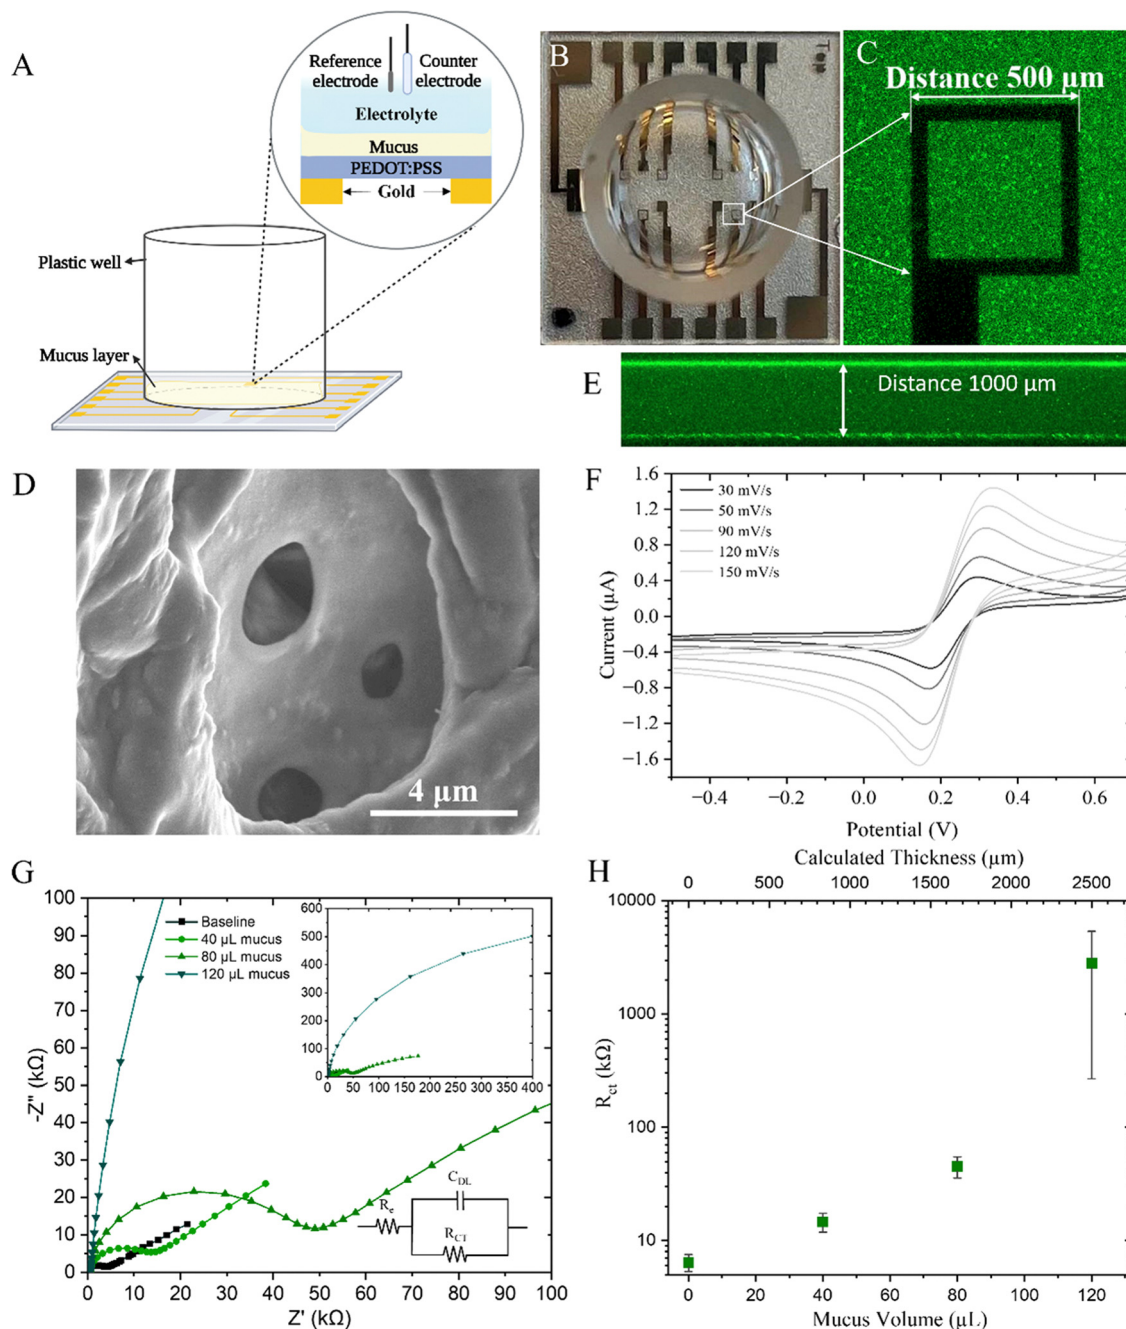 A
Reference
electrode
Counter
electrode
Electrolyte
Mucus
PEDOT:PSS
Gold
Plastic well
Mucus layer
B
Top
C
Distance 500 μm
E
Distance 1000 μm
D
4 μm
F
30 mV/s
50 mV/s
90 mV/s
120 mV/s
150 mV/s
1.6
1.2
0.8
0.4
0.0
−0.4
−0.8
−1.2
−1.6
Current (μA)
−0.4
−0.2
0.0
0.2
0.4
0.6
Potential (V)
G
Baseline
40 μL mucus
80 μL mucus
120 μL mucus
100
90
80
70
60
50
40
30
20
10
0
-Z" (kΩ)
0 10 20 30 40 50 60 70 80 90 100
Z' (kΩ)
600
500
400
300
200
100
0
0 50 100 150 200 250 300 350 400
Re
CDL
RCT
H
Calculated Thickness (μm)
0 500 1000 1500 2000 2500
10000
1000
100
10
Rct (kΩ)
0 20 40 60 80 100 120
Mucus Volume (μL)